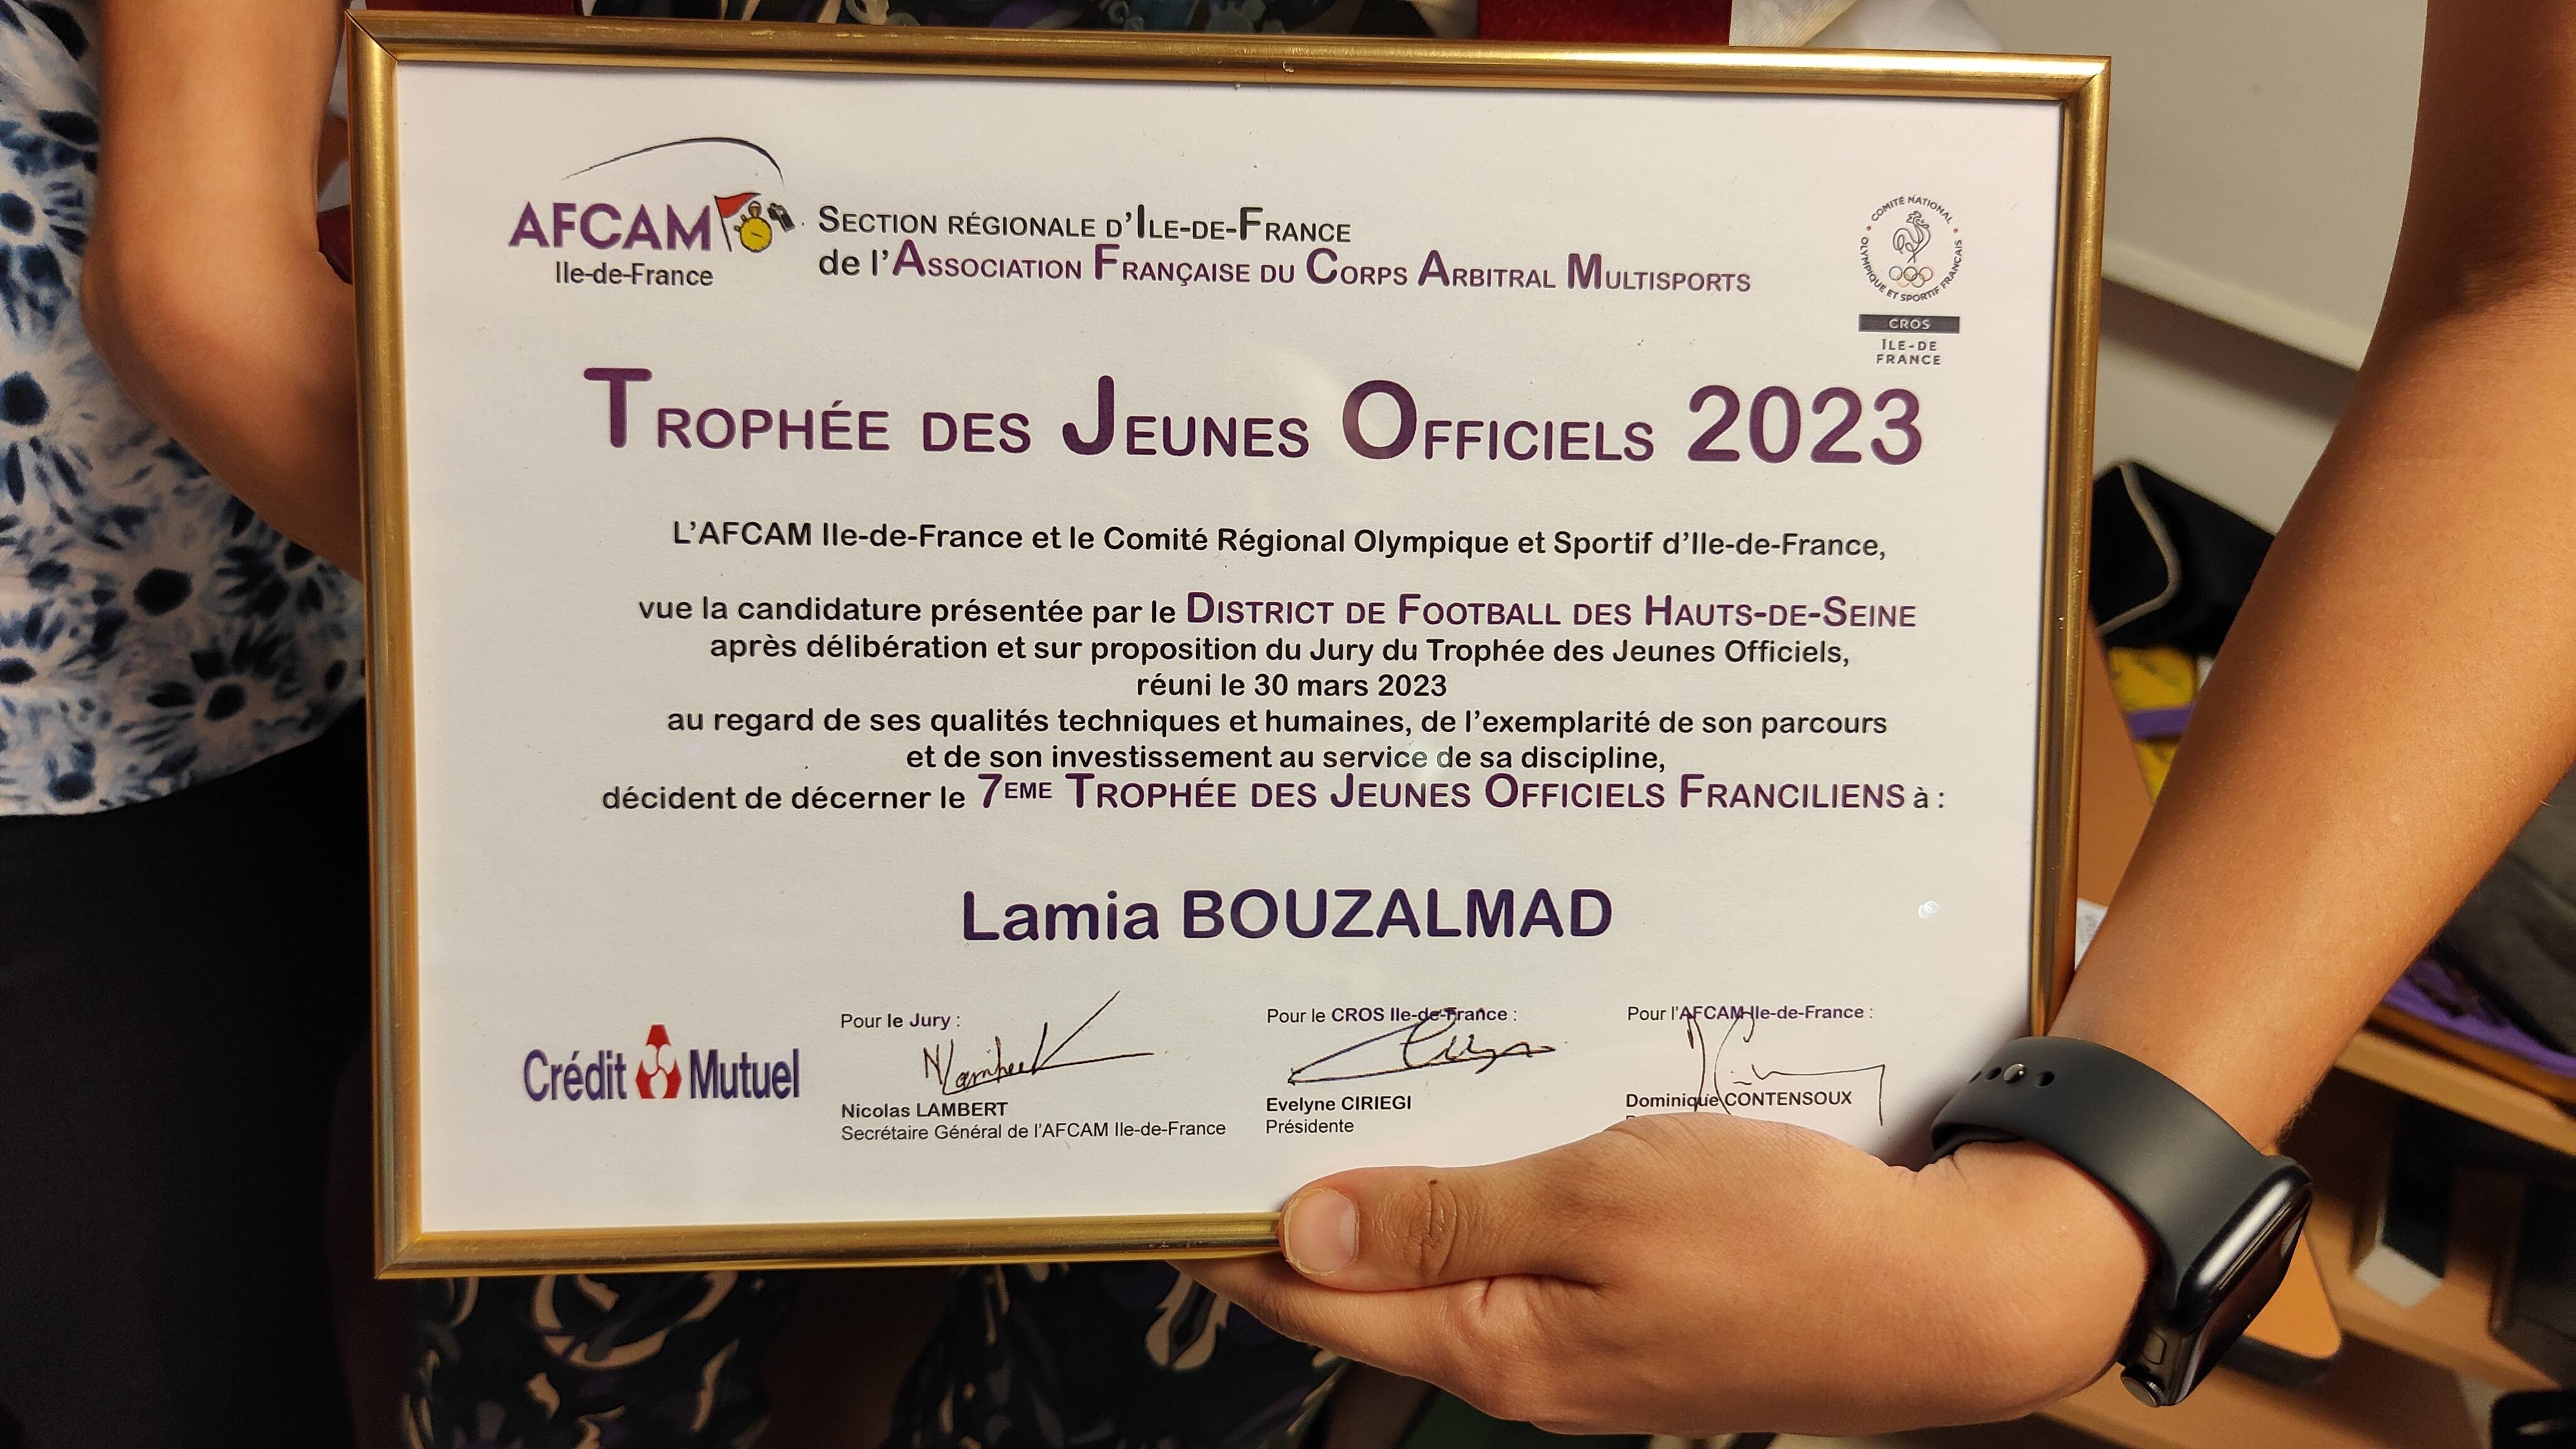 AFCAM
Ile-de-France
SECTION RÉGIONALE D'ILE-DE-FRANCE
de l'ASSOCIATION FRANÇAISE DU CORPS ARBITRAL MULTISPORTS
COMITÉ NATIONAL OLYMPIQUE ET SPORTIF FRANÇAIS
CROS
ÎLE-DE
FRANCE
TROPHÉE DES JEUNES OFFICIELS 2023
L'AFCAM Ile-de-France et le Comité Régional Olympique et Sportif d'Ile-de-France,
vue la candidature présentée par le DISTRICT DE FOOTBALL DES HAUTS-DE-SEINE
après délibération et sur proposition du Jury du Trophée des Jeunes Officiels,
réuni le 30 mars 2023
au regard de ses qualités techniques et humaines, de l'exemplarité de son parcours
et de son investissement au service de sa discipline,
décident de décerner le 7EME TROPHÉE DES JEUNES OFFICIELS FRANCILIENS à :
Lamia BOUZALMAD
Crédit Mutuel
Pour le Jury :
Nicolas LAMBERT
Secrétaire Général de l'AFCAM Ile-de-France
Pour le CROS Ile-de-France :
Evelyne CIRIEGI
Présidente
Pour l'AFCAM Ile-de-France :
Dominique CONTENSOUX